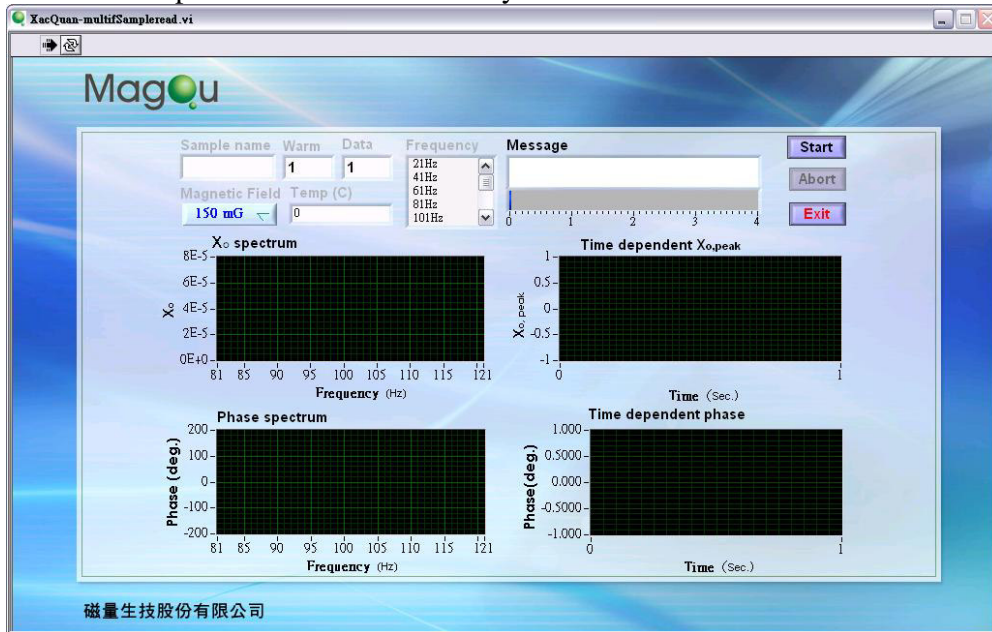 XacQuan-multifSampleread.vi
MagQu
Sample name Warm Data Frequency Message Start
1 1
21Hz
41Hz
61Hz
81Hz
101Hz
Abort
Magnetic Field Temp (C)
150 mG 0
0 1 2 3 4
Exit
Xo spectrum
8E-5
6E-5
4E-5
2E-5
0E+0
Xo
81 85 90 95 100 105 110 115 121
Frequency (Hz)
Time dependent Xo,peak
1
0.5
0
-0.5
-1
Xo, peak
0 1
Time (Sec.)
Phase spectrum
200
100
0
-100
-200
Phase (deg.)
81 85 90 95 100 105 110 115 121
Frequency (Hz)
Time dependent phase
1.000
0.5000
0.000
-0.5000
-1.000
Phase(deg.)
0 1
Time (Sec.)
磁量生技股份有限公司